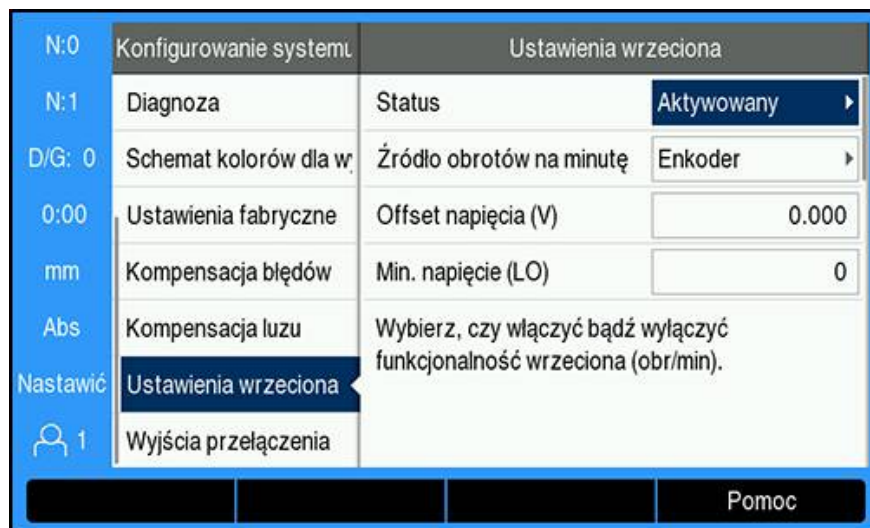 N:0
Konfigurowanie systemu
Ustawienia wrzeciona
N:1
Diagnoza
Status
Aktywowany
D/G: 0
Schemat kolorów dla wy
Źródło obrotów na minutę
Enkoder
0:00
Ustawienia fabryczne
Offset napięcia (V)
0.000
mm
Kompensacja błędów
Min. napięcie (LO)
0
Abs
Kompensacja luzu
Wybierz, czy włączyć bądź wyłączyć
funkcjonalność wrzeciona (obr/min).
Nastawić
Ustawienia wrzeciona
1
Wyjścia przełączenia
Pomoc